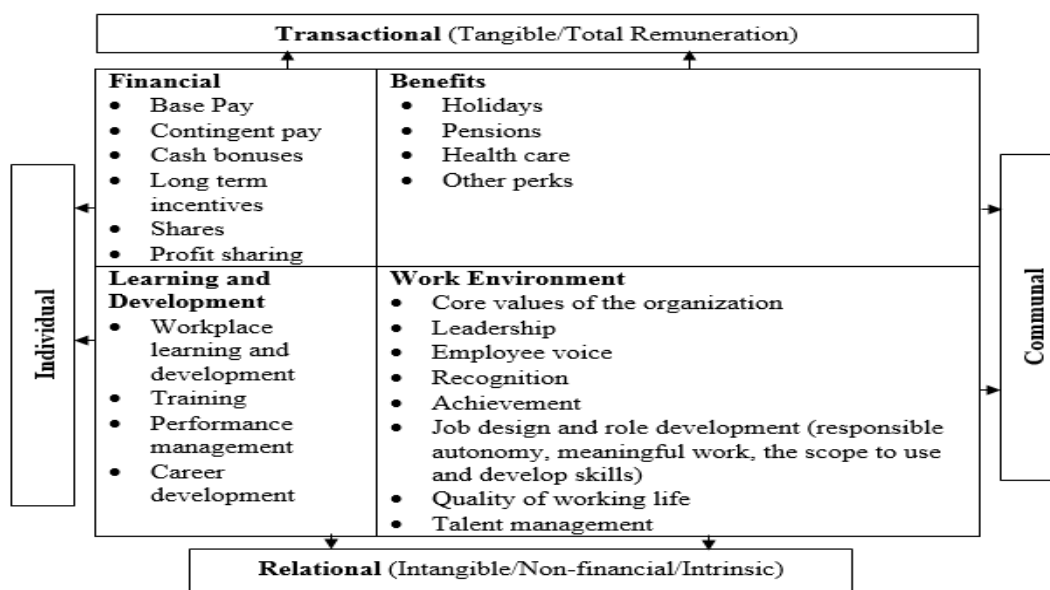 Transactional (Tangible/Total Remuneration)
Individual
Financial
• Base Pay
• Contingent pay
• Cash bonuses
• Long term
incentives
• Shares
• Profit sharing
Benefits
• Holidays
• Pensions
• Health care
• Other perks
Learning and
Development
• Workplace
learning and
development
• Training
• Performance
management
• Career
development
Work Environment
• Core values of the organization
• Leadership
• Employee voice
• Recognition
• Achievement
• Job design and role development (responsible
autonomy, meaningful work, the scope to use
and develop skills)
• Quality of working life
• Talent management
Communal
Relational (Intangible/Non-financial/Intrinsic)